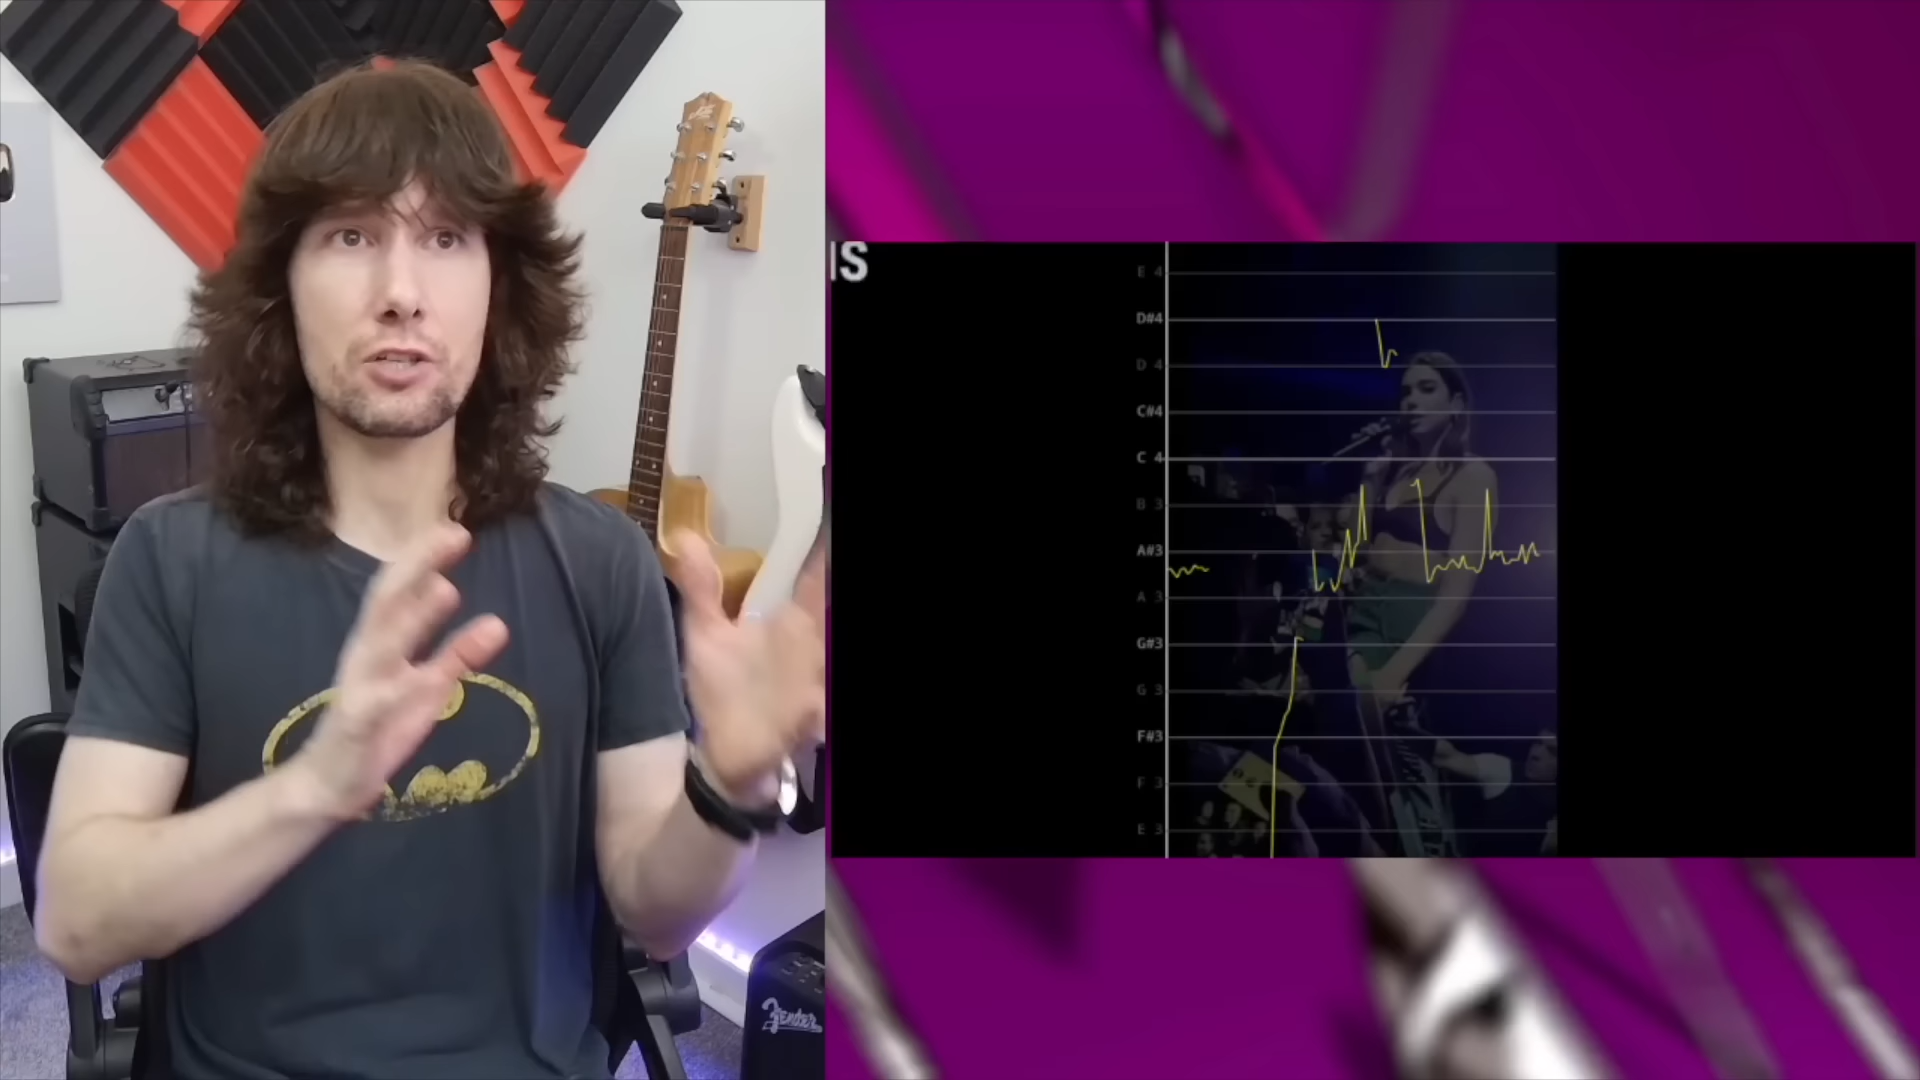 IS
E 4
D#4
D 4
C#4
C 4
B 3
A#3
A 3
G#3
G 3
F#3
F 3
E 3
Fender